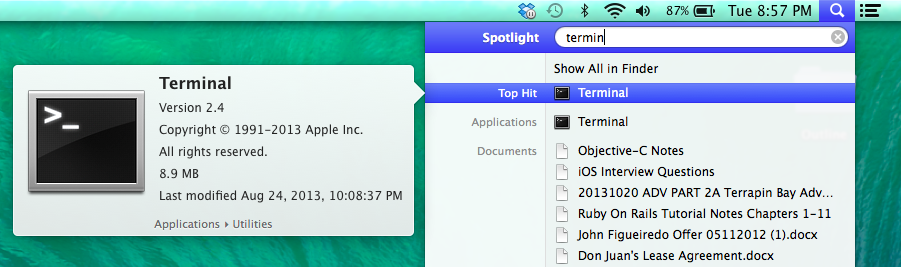 87% Tue 8:57 PM
Spotlight termin
Show All in Finder
Top Hit Terminal
Applications Terminal
Documents Objective-C Notes
iOS Interview Questions
20131020 ADV PART 2A Terrapin Bay Adv...
Ruby On Rails Tutorial Notes Chapters 1-11
John Figueiredo Offer 05112012 (1).docx
Don Juan's Lease Agreement.docx
>_
Terminal
Version 2.4
Copyright © 1991-2013 Apple Inc.
All rights reserved.
8.9 MB
Last modified Aug 24, 2013, 10:08:37 PM
Applications ▸ Utilities